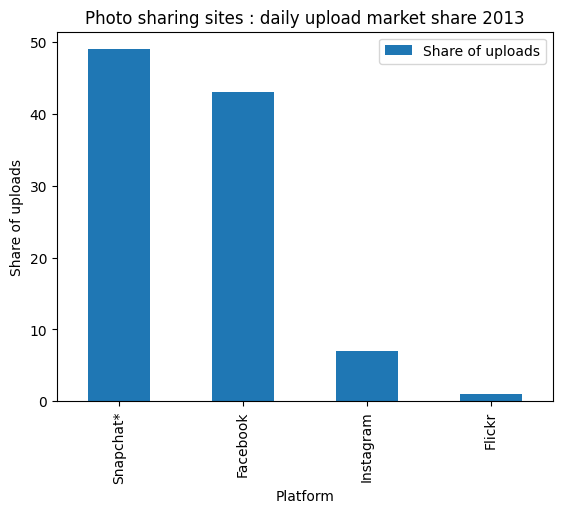 Photo sharing sites : daily upload market share 2013
Share of uploads
Share of uploads
50
40
30
20
10
0
Snapchat*
Facebook
Instagram
Flickr
Platform